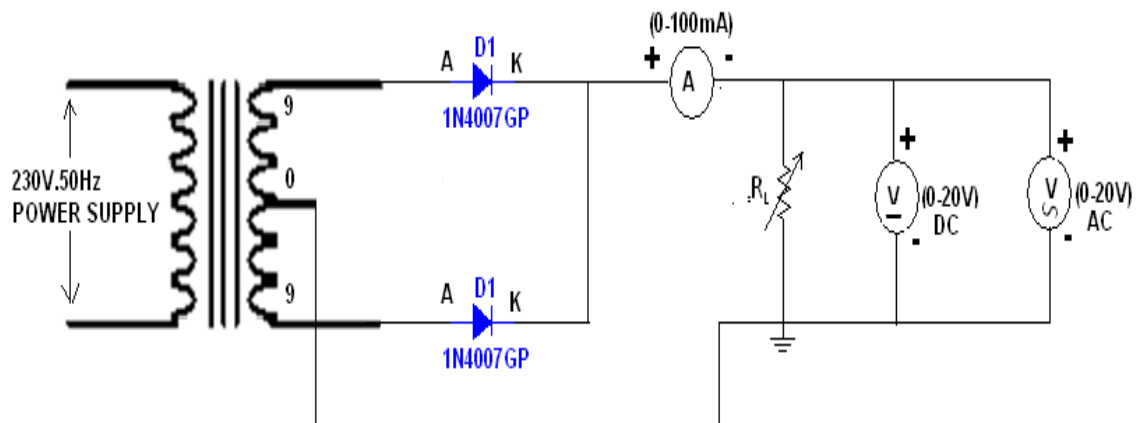 (0-100mA)
+ -
A
A D1 K
1N4007GP
9
0
9
230V.50Hz
POWER SUPPLY
A D1 K
1N4007GP
RL
+
V
-
(0-20V)
DC
+
V
-
(0-20V)
AC